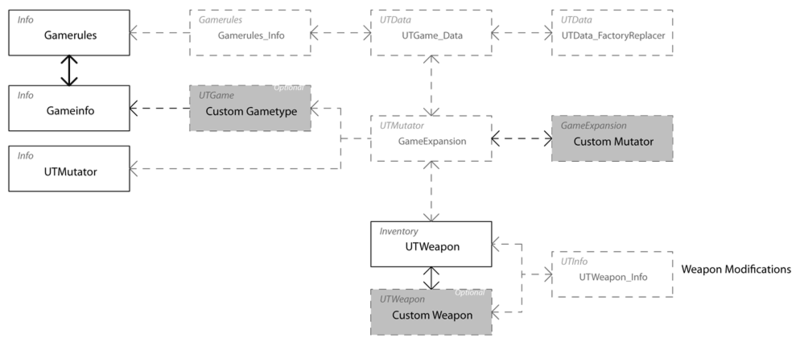 Info
Gamerules
Gamerules
Gamerules_Info
UTData
UTGame_Data
UTData
UTData_FactoryReplacer
Info
Gameinfo
UTGame
Optional
Custom Gametype
UTMutator
GameExpansion
GameExpansion
Custom Mutator
Info
UTMutator
Inventory
UTWeapon
UTInfo
UTWeapon_Info
Weapon Modifications
UTWeapon
Optional
Custom Weapon